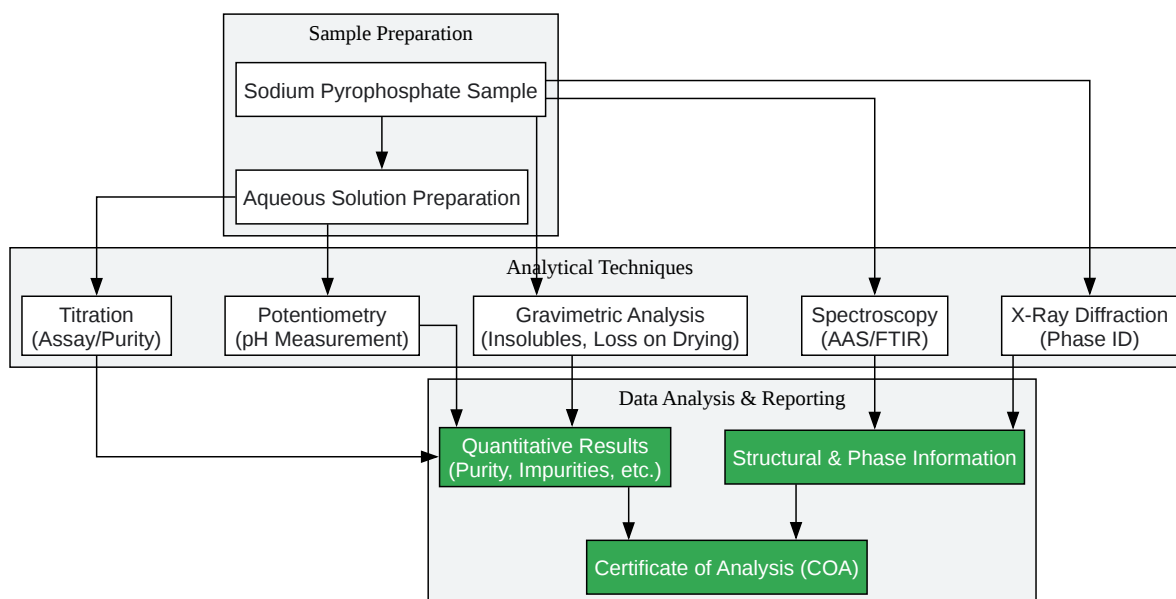 Sample Preparation
Sodium Pyrophosphate Sample
Aqueous Solution Preparation
Analytical Techniques
Titration
(Assay/Purity)
Potentiometry
(pH Measurement)
Gravimetric Analysis
(Insolubles, Loss on Drying)
Spectroscopy
(AAS/FTIR)
X-Ray Diffraction
(Phase ID)
Data Analysis & Reporting
Quantitative Results
(Purity, Impurities, etc.)
Structural & Phase Information
Certificate of Analysis (COA)